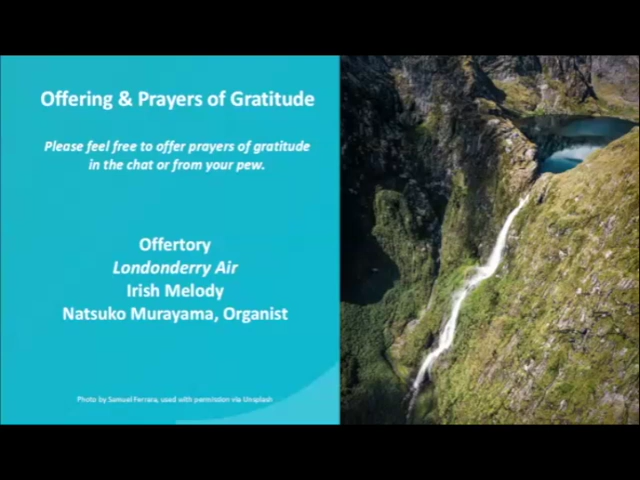 Offering & Prayers of Gratitude
Please feel free to offer prayers of gratitude
in the chat or from your pew.
Offertory
Londonderry Air
Irish Melody
Natsuko Murayama, Organist
Photo by Samuel Ferrara, used with permission via Unsplash